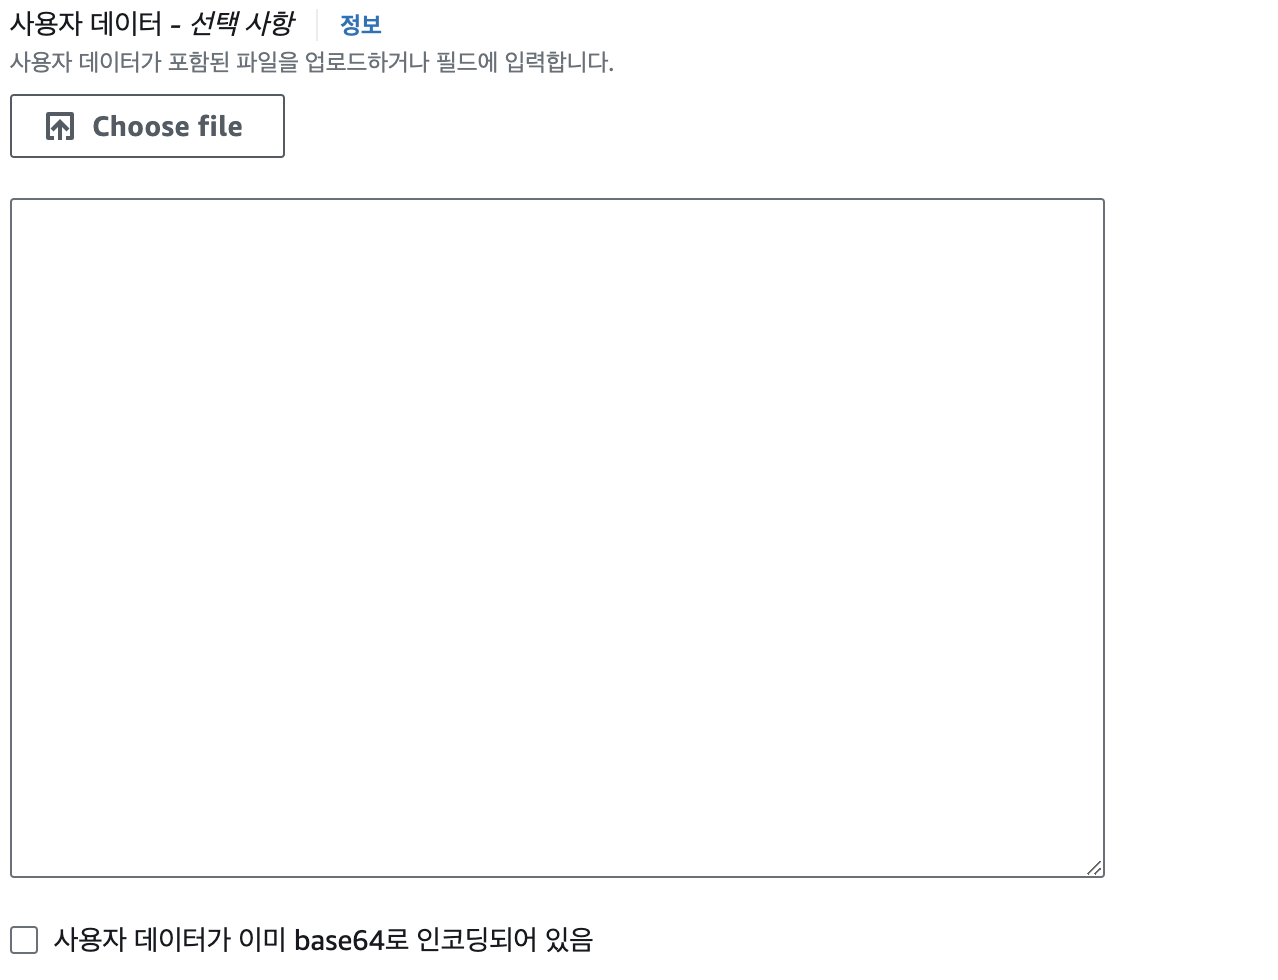 사용자 데이터 - 선택 사항 정보
사용자 데이터가 포함된 파일을 업로드하거나 필드에 입력합니다.
Choose file
사용자 데이터가 이미 base64로 인코딩되어 있음